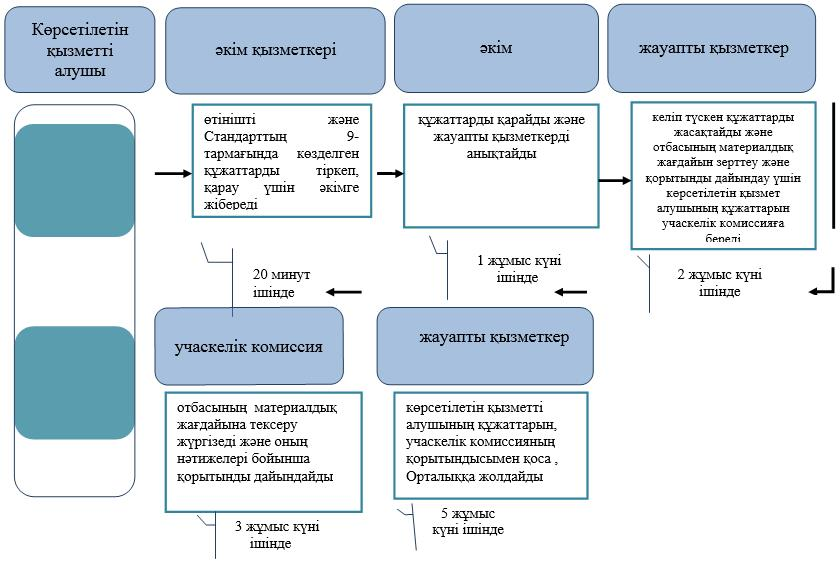 Көрсетілетін
қызметті
алушы
әкім қызметкері
әкім
жауапты қызметкер
өтінішті және
Стандарттың 9-
тармағында көзделген
құжаттарды тіркеп,
қарау үшін әкімге
жібереді
құжаттарды қарайды және
жауапты қызметкерді
анықтайды
келіп түскен құжаттарды
жасақтайды және
отбасының материалдық
жағдайын зерттеу және
қорытынды дайындау үшін
көрсетілетін қызмет
алушының құжаттарын
учаскелік комиссияға
береді
20 минут
ішінде
1 жұмыс күні
ішінде
2 жұмыс күні
ішінде
учаскелік комиссия
жауапты қызметкер
отбасының материалдық
жағдайына тексеру
жүргізеді және оның
нәтижелері бойынша
қорытынды дайындайды
көрсетілетін қызметті
алушының құжаттарын,
учаскелік комиссияның
қорытындысымен қоса ,
Орталыққа жолдайды
3 жұмыс күні
ішінде
5 жұмыс
күні ішінде